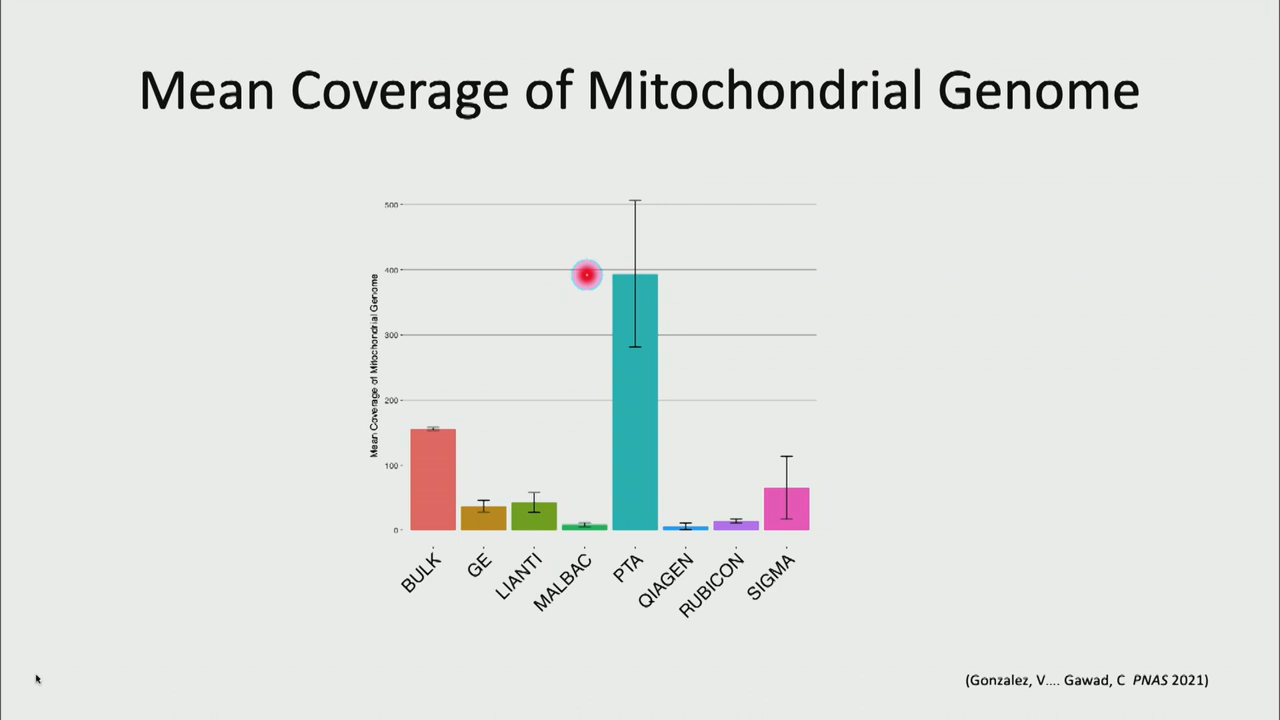 Mean Coverage of Mitochondrial Genome
Mean Coverage of Mitochondrial Genome
500
400
300
200
100
0
BULK
GE
LIANTI
MALBAC
PTA
QIAGEN
RUBICON
SIGMA
(Gonzalez, V.... Gawad, C PNAS 2021)